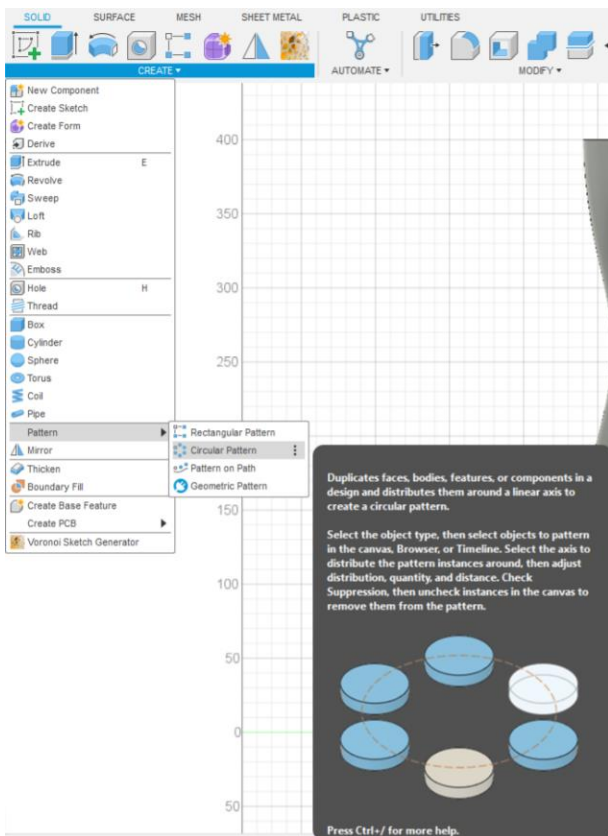 SOLID SURFACE MESH SHEET METAL PLASTIC UTILITIES
CREATE ▾ AUTOMATE ▾ MODIFY ▾
New Component
Create Sketch
Create Form
Derive
Extrude E
Revolve
Sweep
Loft
Rib
Web
Emboss
Hole H
Thread
Box
Cylinder
Sphere
Torus
Coil
Pipe
Pattern
Mirror
Thicken
Boundary Fill
Create Base Feature
Create PCB
Voronoi Sketch Generator
Rectangular Pattern
Circular Pattern
Pattern on Path
Geometric Pattern
400
350
300
250
150
100
50
0
50
Duplicates faces, bodies, features, or components in a
design and distributes them around a linear axis to
create a circular pattern.
Select the object type, then select objects to pattern
in the canvas, Browser, or Timeline. Select the axis to
distribute the pattern instances around, then adjust
distribution, quantity, and distance. Check
Suppression, then uncheck instances in the canvas to
remove them from the pattern.
Press Ctrl+/ for more help.